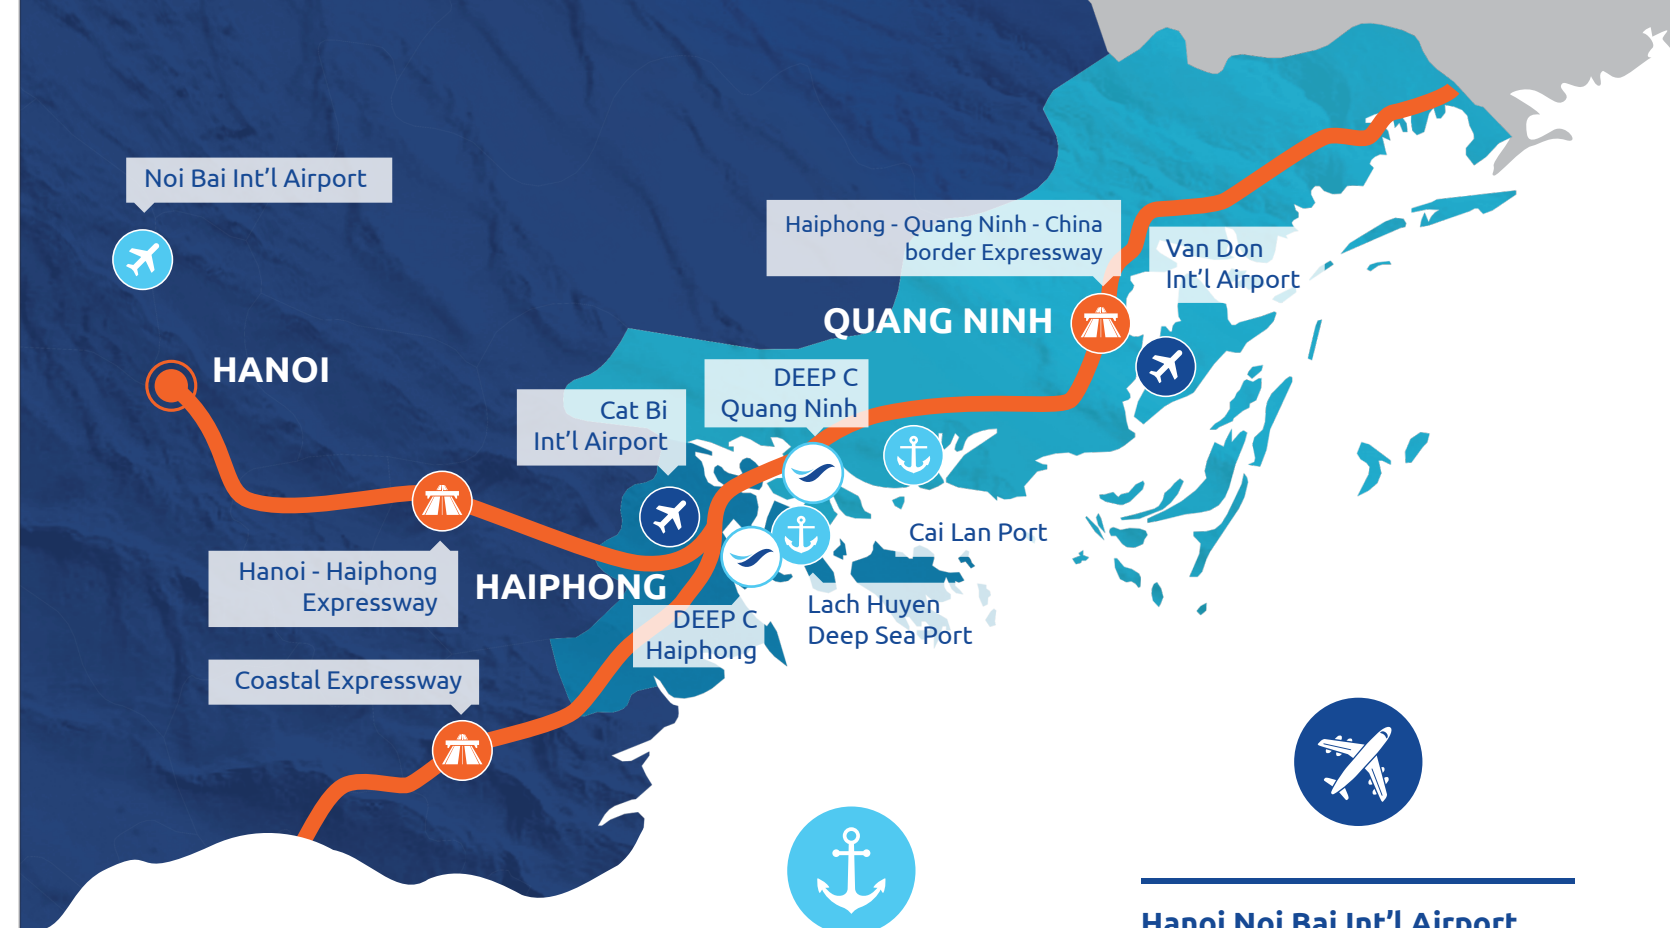 Noi Bai Int’l Airport
Haiphong - Quang Ninh - China
border Expressway
Van Don
Int’l Airport
QUANG NINH
HANOI
DEEP C
Quang Ninh
Cat Bi
Int’l Airport
Cai Lan Port
Hanoi - Haiphong
Expressway
HAIPHONG
Lach Huyen
Deep Sea Port
DEEP C
Haiphong
Coastal Expressway
Hanoi Noi Bai Int’l Airport